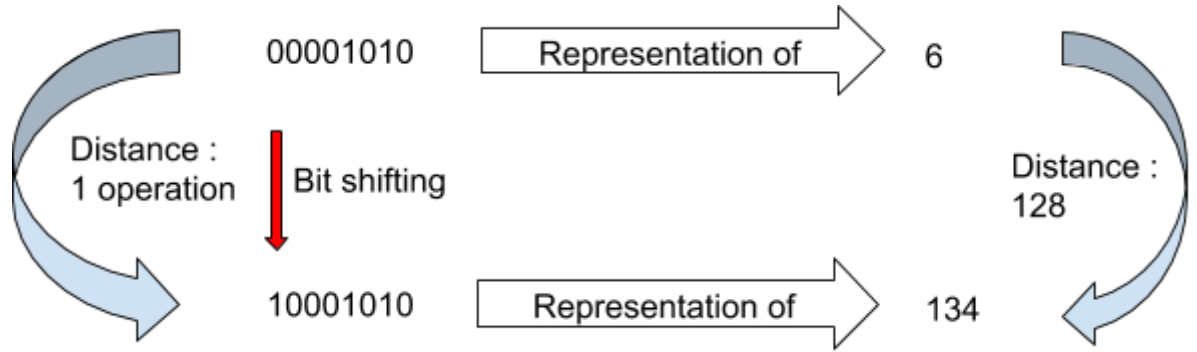 00001010 Representation of 6
Distance :
1 operation
Bit shifting
Distance :
128
10001010 Representation of 134